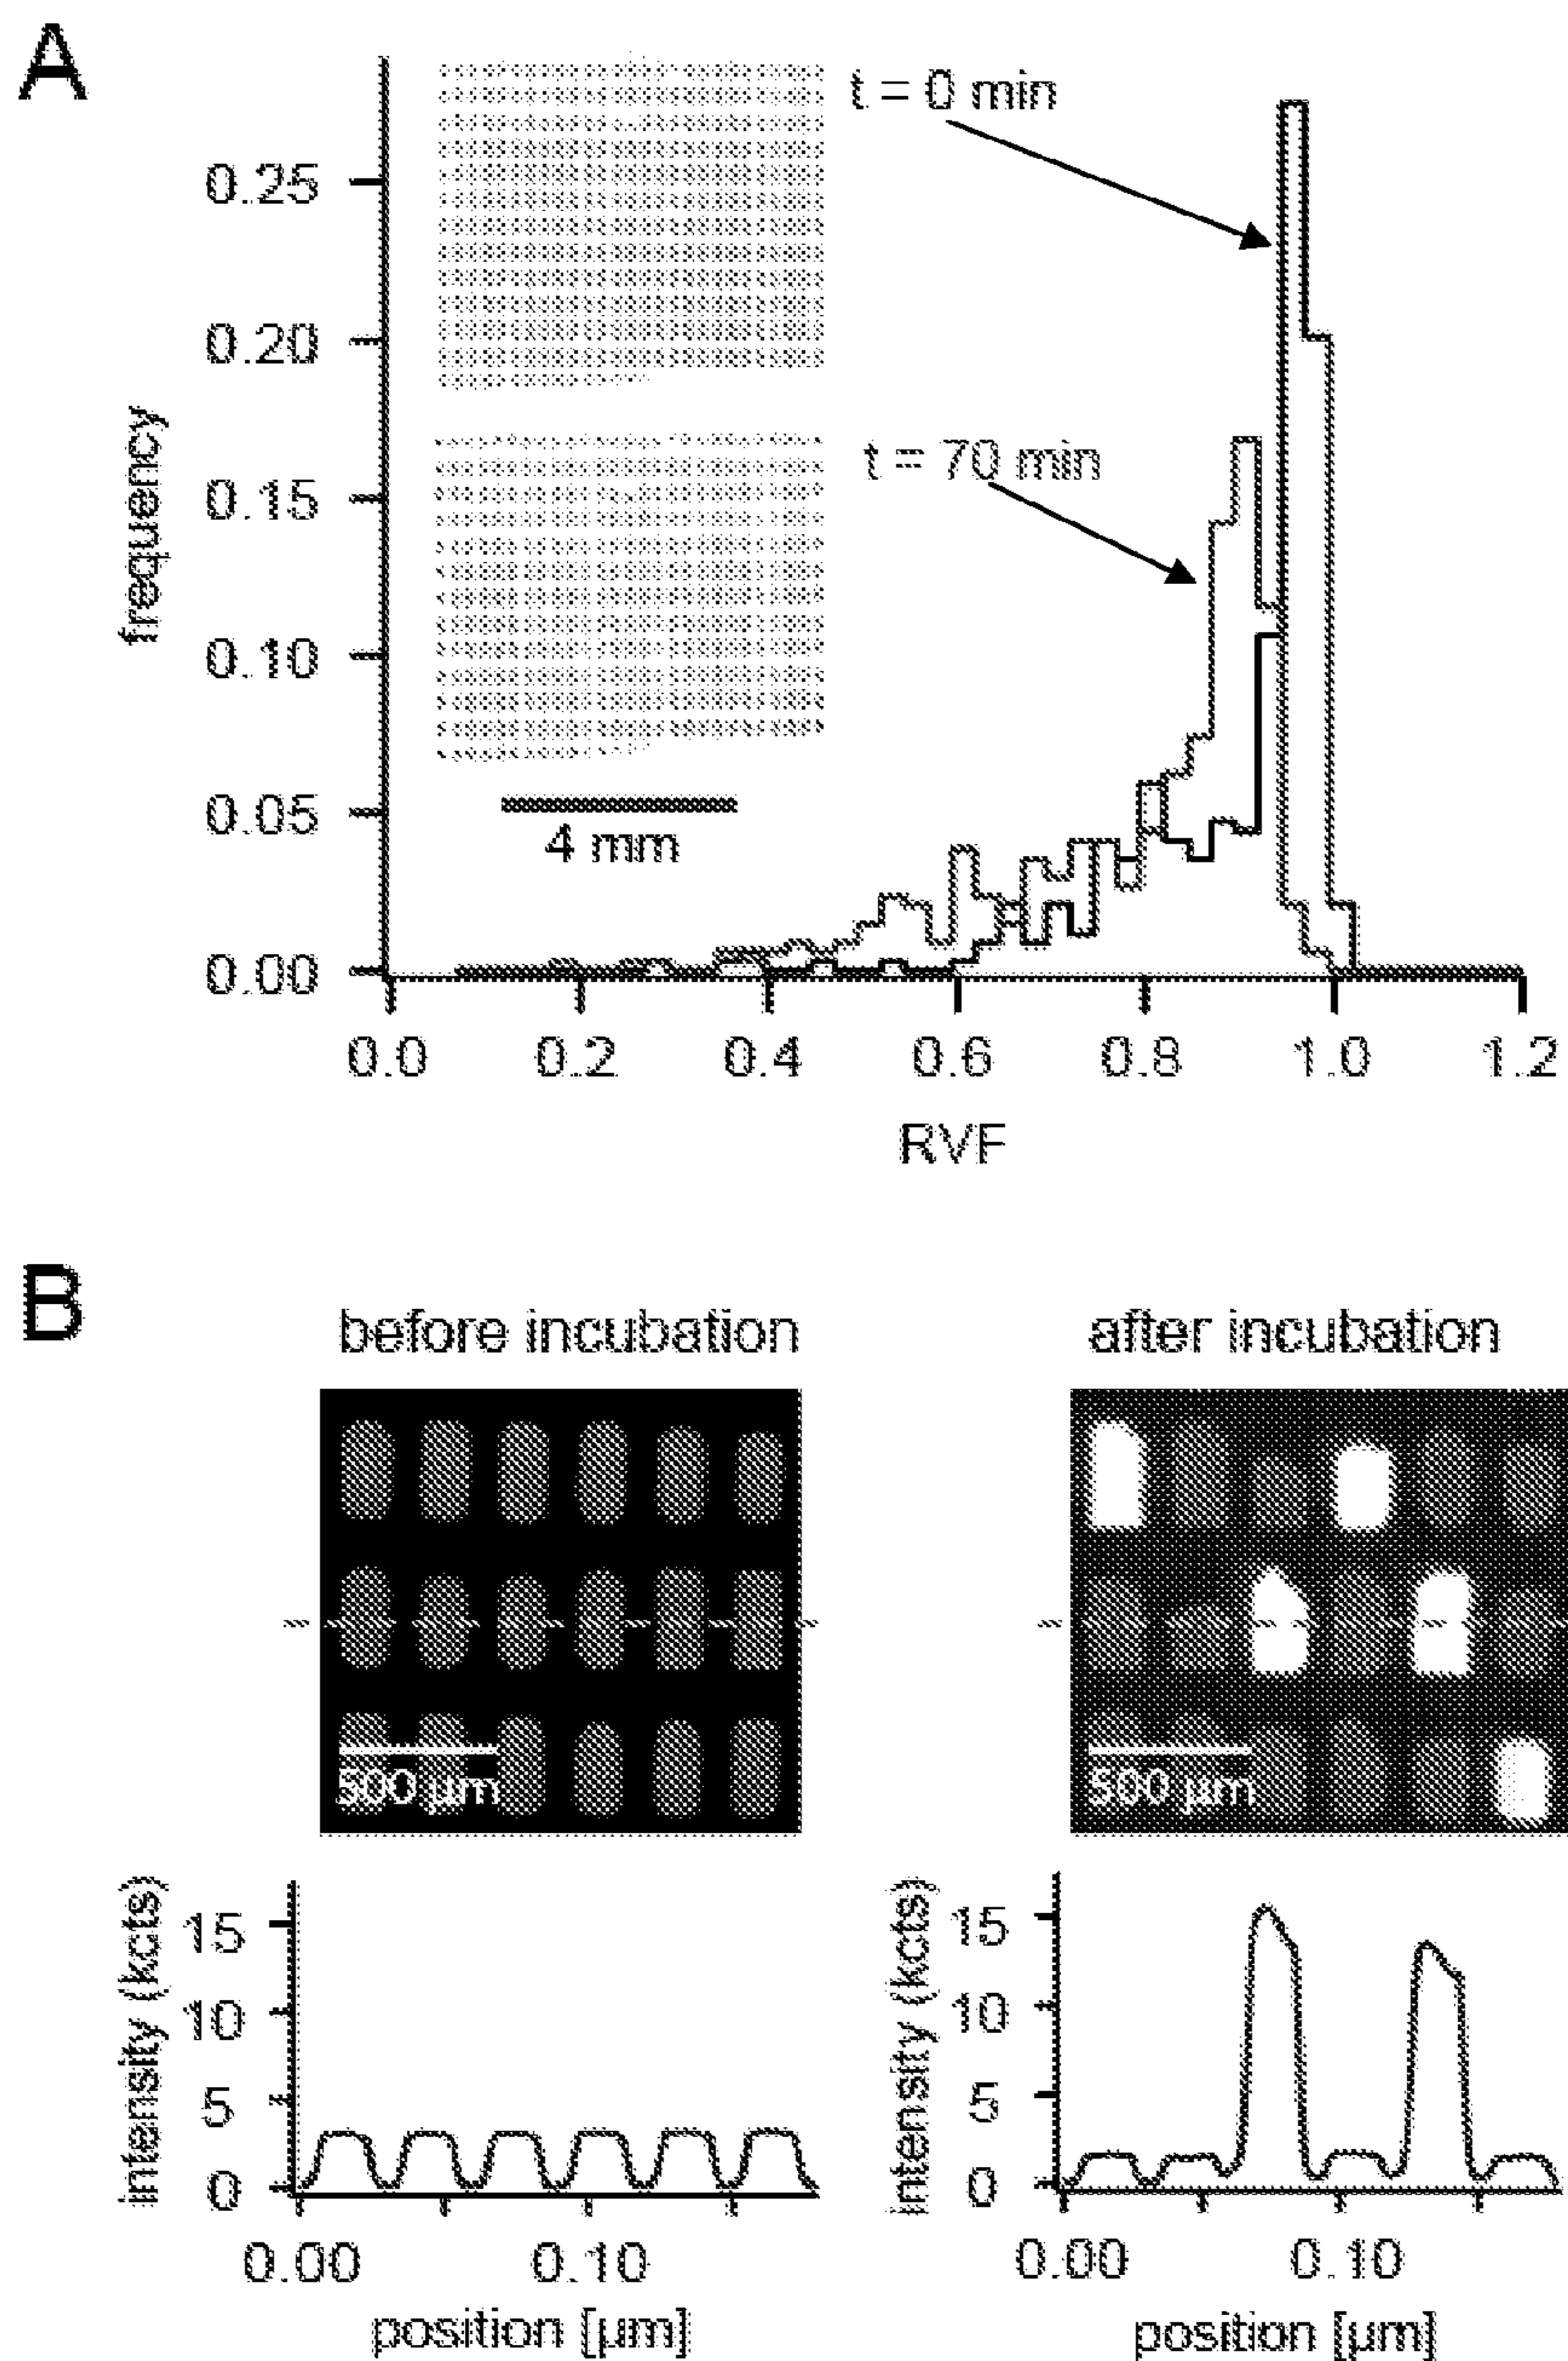 A
t = 0 min
0.25
0.20
t = 70 min
0.15
0.10
0.05
0.00
frequency
4 mm
0.0 0.2 0.4 0.6 0.8 1.0 1.2
RVF
B
before incubation
after incubation
500 µm
500 µm
intensity (kcts)
15
10
5
0
0.00 0.10
position [µm]
intensity (kcts)
15
10
5
0
0.00 0.10
position [µm]